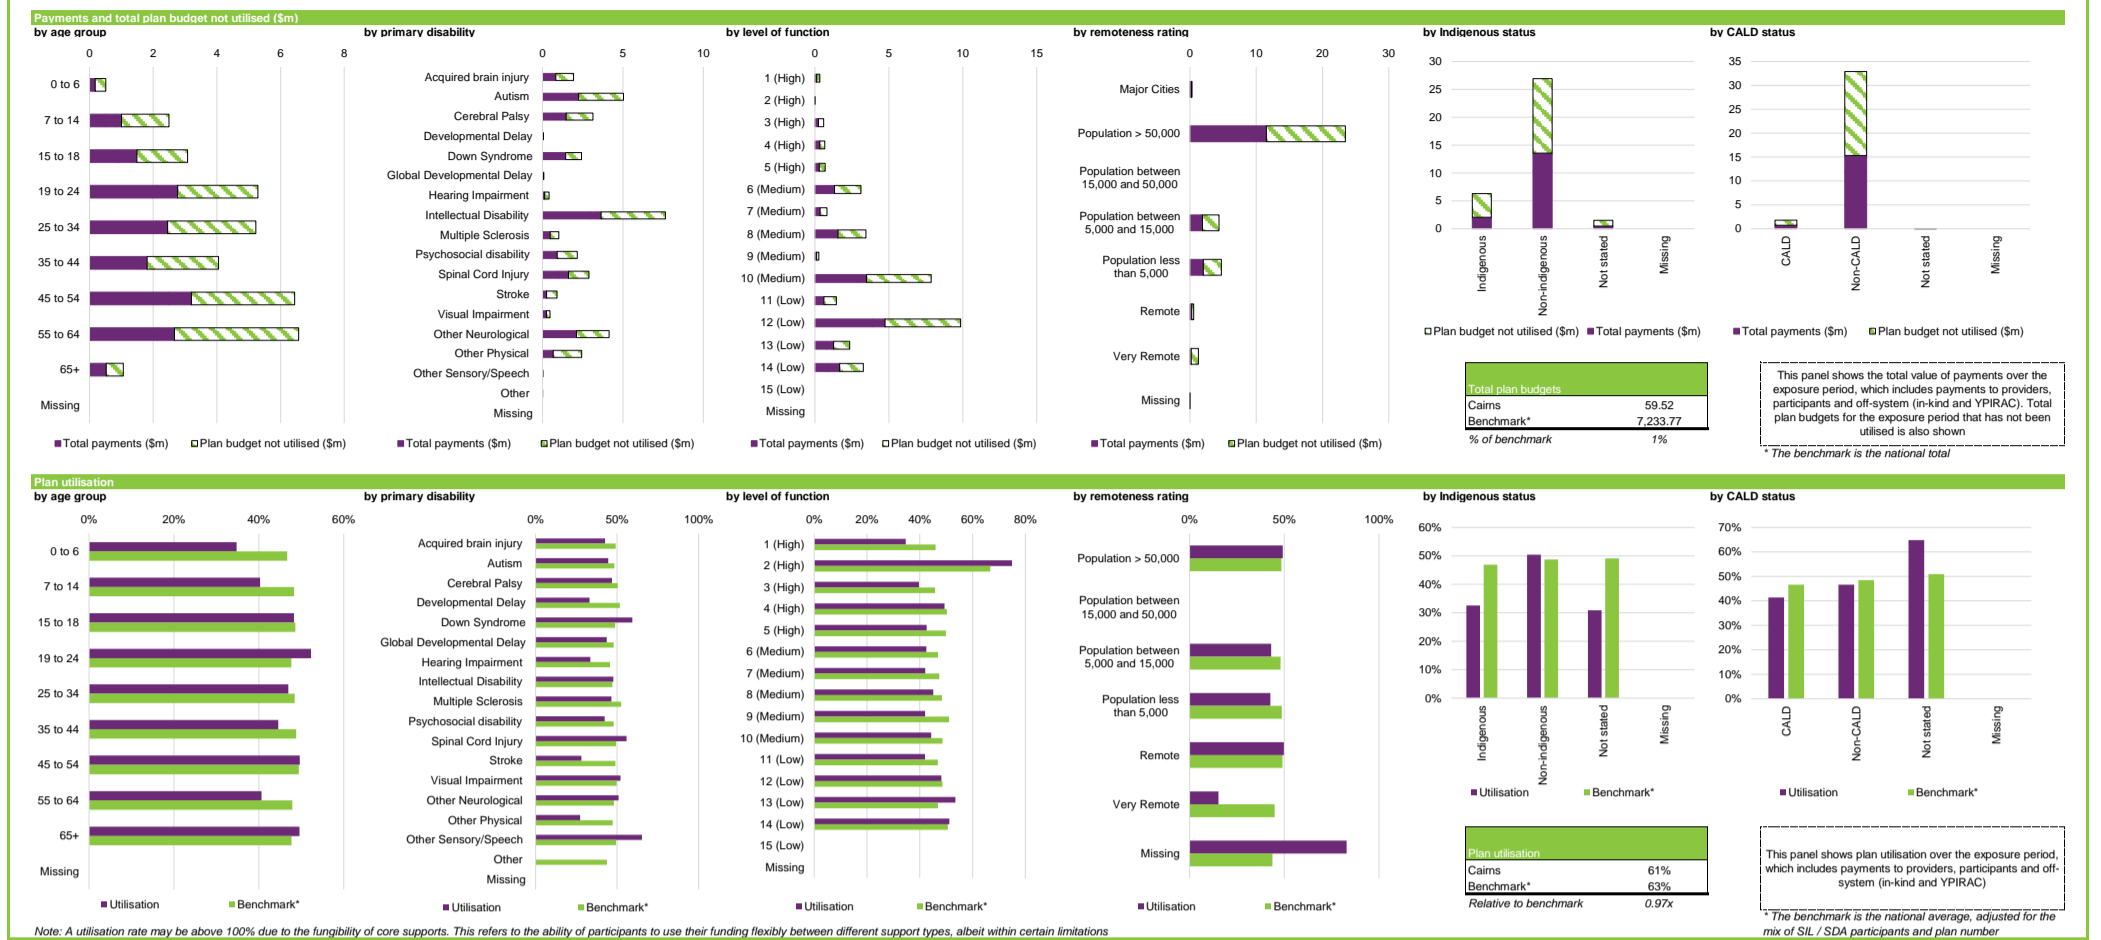 Payments and total plan budget not utilised ($m)
by age group
0 2 4 6 8
0 to 6
7 to 14
15 to 18
19 to 24
25 to 34
35 to 44
45 to 54
55 to 64
65+
Missing
Total payments ($m) Plan budget not utilised ($m)
by primary disability
0 5 10
Acquired brain injury
Autism
Cerebral Palsy
Developmental Delay
Down Syndrome
Global Developmental Delay
Hearing Impairment
Intellectual Disability
Multiple Sclerosis
Psychosocial disability
Spinal Cord Injury
Stroke
Visual Impairment
Other Neurological
Other Physical
Other Sensory/Speech
Other
Missing
Total payments ($m) Plan budget not utilised ($m)
by level of function
0 5 10 15
1 (High)
2 (High)
3 (High)
4 (High)
5 (High)
6 (Medium)
7 (Medium)
8 (Medium)
9 (Medium)
10 (Medium)
11 (Low)
12 (Low)
13 (Low)
14 (Low)
15 (Low)
Missing
Total payments ($m) Plan budget not utilised ($m)
by remoteness rating
0 10 20 30
Major Cities
Population > 50,000
Population between
15,000 and 50,000
Population between
5,000 and 15,000
Population less
than 5,000
Remote
Very Remote
Missing
Total payments ($m) Plan budget not utilised ($m)
by Indigenous status
30
25
20
15
10
5
0
Indigenous
Non-indigenous
Not stated
Missing
Plan budget not utilised ($m) Total payments ($m)
by CALD status
35
30
25
20
15
10
5
0
CALD
Non-CALD
Not stated
Missing
Total payments ($m) Plan budget not utilised ($m)
Total plan budgets
Cairns 59.52
Benchmark* 7,233.77
% of benchmark 1%
This panel shows the total value of payments over the
exposure period, which includes payments to providers,
participants and off-system (in-kind and YPIRAC). Total
plan budgets for the exposure period that has not been
utilised is also shown
* The benchmark is the national total
Plan utilisation
by age group
0% 20% 40% 60%
0 to 6
7 to 14
15 to 18
19 to 24
25 to 34
35 to 44
45 to 54
55 to 64
65+
Missing
Utilisation Benchmark*
by primary disability
0% 50% 100%
Acquired brain injury
Autism
Cerebral Palsy
Developmental Delay
Down Syndrome
Global Developmental Delay
Hearing Impairment
Intellectual Disability
Multiple Sclerosis
Psychosocial disability
Spinal Cord Injury
Stroke
Visual Impairment
Other Neurological
Other Physical
Other Sensory/Speech
Other
Missing
Utilisation Benchmark*
by level of function
0% 20% 40% 60% 80%
1 (High)
2 (High)
3 (High)
4 (High)
5 (High)
6 (Medium)
7 (Medium)
8 (Medium)
9 (Medium)
10 (Medium)
11 (Low)
12 (Low)
13 (Low)
14 (Low)
15 (Low)
Missing
Utilisation Benchmark*
by remoteness rating
0% 50% 100%
Population > 50,000
Population between
15,000 and 50,000
Population between
5,000 and 15,000
Population less
than 5,000
Remote
Very Remote
Missing
Utilisation Benchmark*
by Indigenous status
60%
50%
40%
30%
20%
10%
0%
Indigenous
Non-indigenous
Not stated
Missing
Utilisation Benchmark*
by CALD status
70%
60%
50%
40%
30%
20%
10%
0%
CALD
Non-CALD
Not stated
Missing
Utilisation Benchmark*
Plan utilisation
Cairns 61%
Benchmark* 63%
Relative to benchmark 0.97x
This panel shows plan utilisation over the exposure period,
which includes payments to providers, participants and off-
system (in-kind and YPIRAC)
* The benchmark is the national average, adjusted for the
mix of SIL / SDA participants and plan number
Note: A utilisation rate may be above 100% due to the fungibility of core supports. This refers to the ability of participants to use their funding flexibly between different support types, albeit within certain limitations